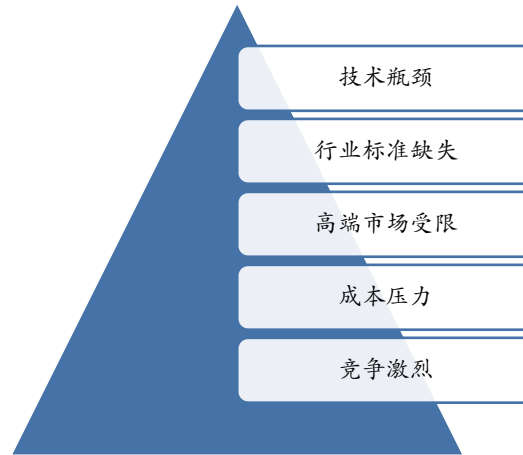 技术瓶颈
行业标准缺失
高端市场受限
成本压力
竞争激烈